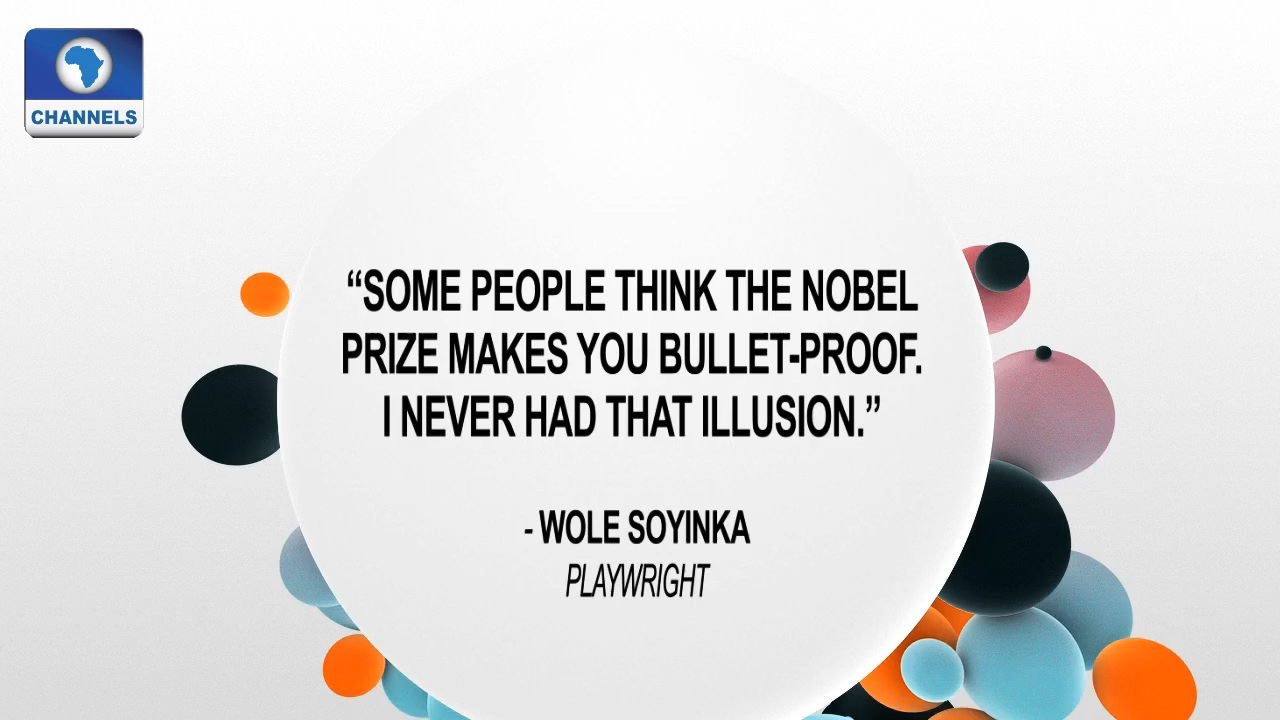 CHANNELS
“SOME PEOPLE THINK THE NOBEL
PRIZE MAKES YOU BULLET-PROOF.
I NEVER HAD THAT ILLUSION.”
- WOLE SOYINKA
PLAYWRIGHT